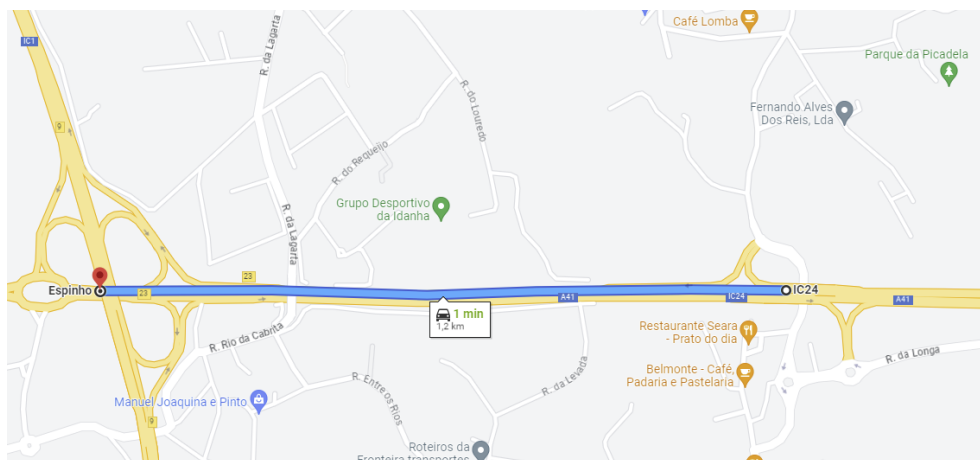 Café Lomba
IC1
R. da Lagarta
Parque da Picadela
R. do Louredo
Fernando Alves
Dos Reis, Lda
9
R. do Requeijo
Grupo Desportivo
da Idanha
R. da Lagarta
23
Espinho
23
A41
IC24
IC24
A41
1 min
1,2 km
R. Rio da Cabrita
Restaurante Seara
- Prato do dia
R. da Longa
Belmonte - Café,
Padaria e Pastelaria
R. Entre os Rios
R. da Levada
Manuel Joaquina e Pinto
9
Roteiros da
Fronteira transportes